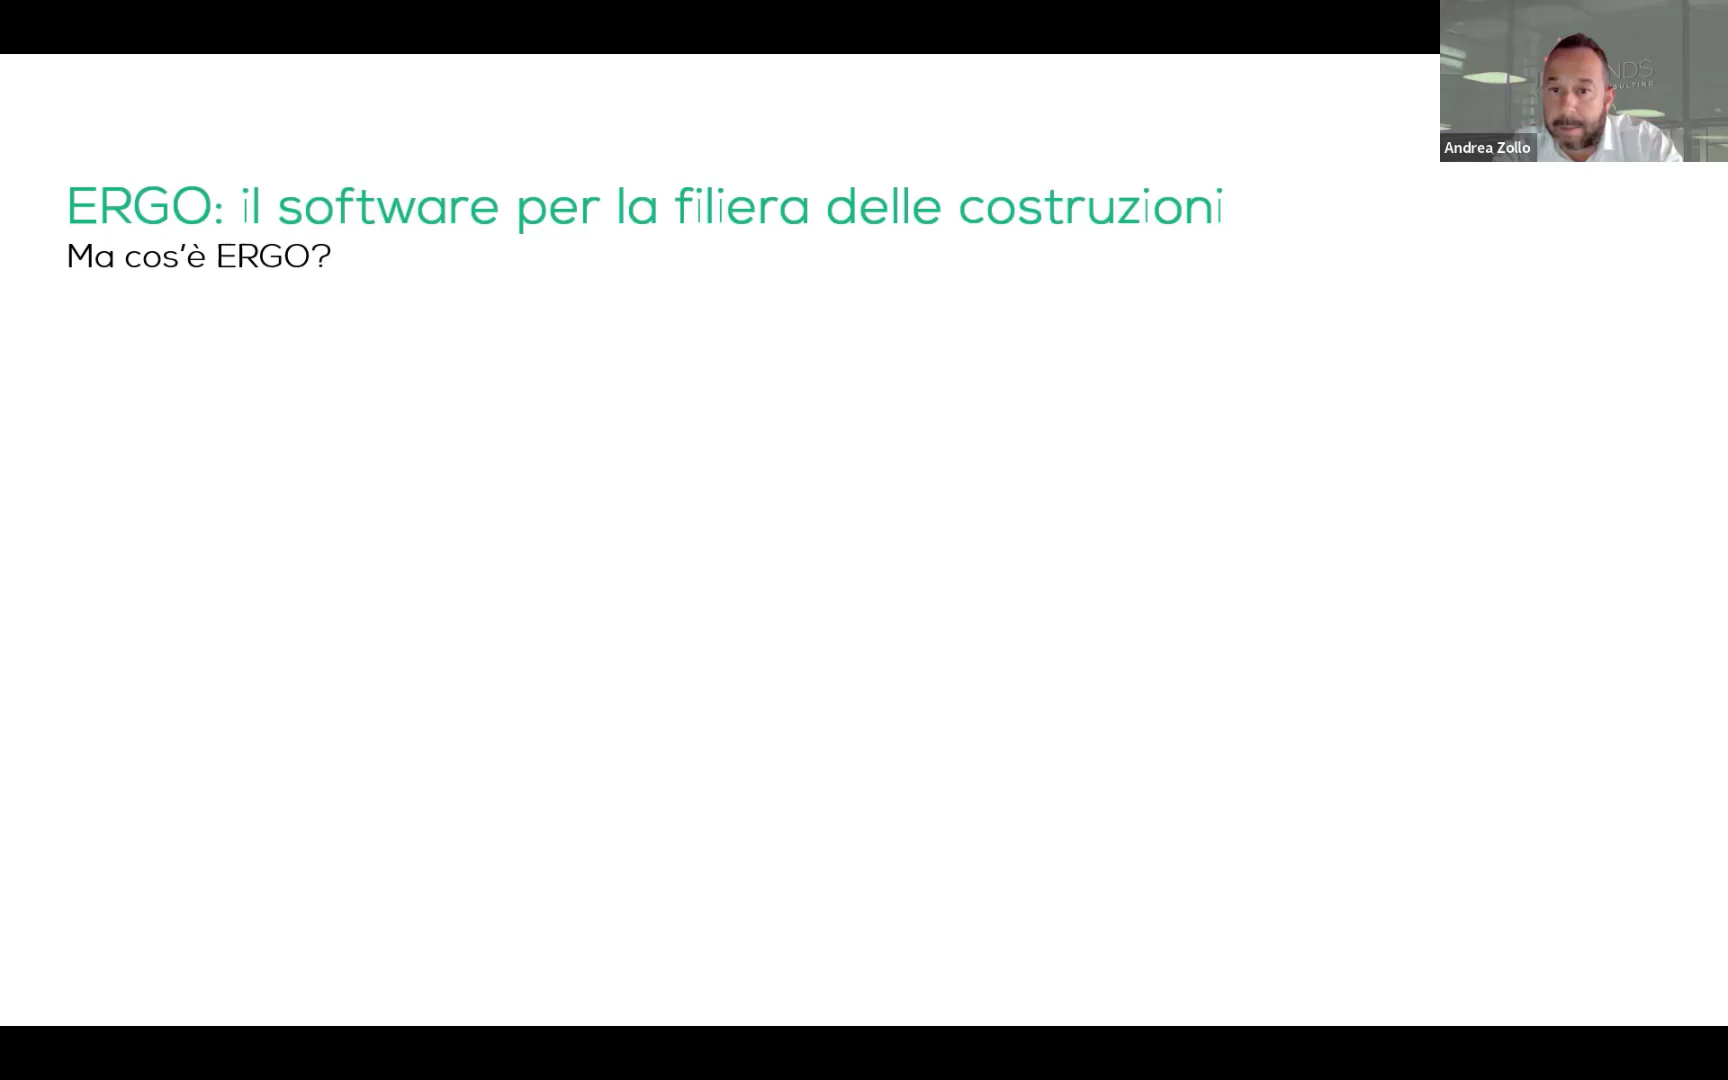 ERGO: il software per la filiera delle costruzioni
Ma cos'è ERGO?
Andrea Zollo